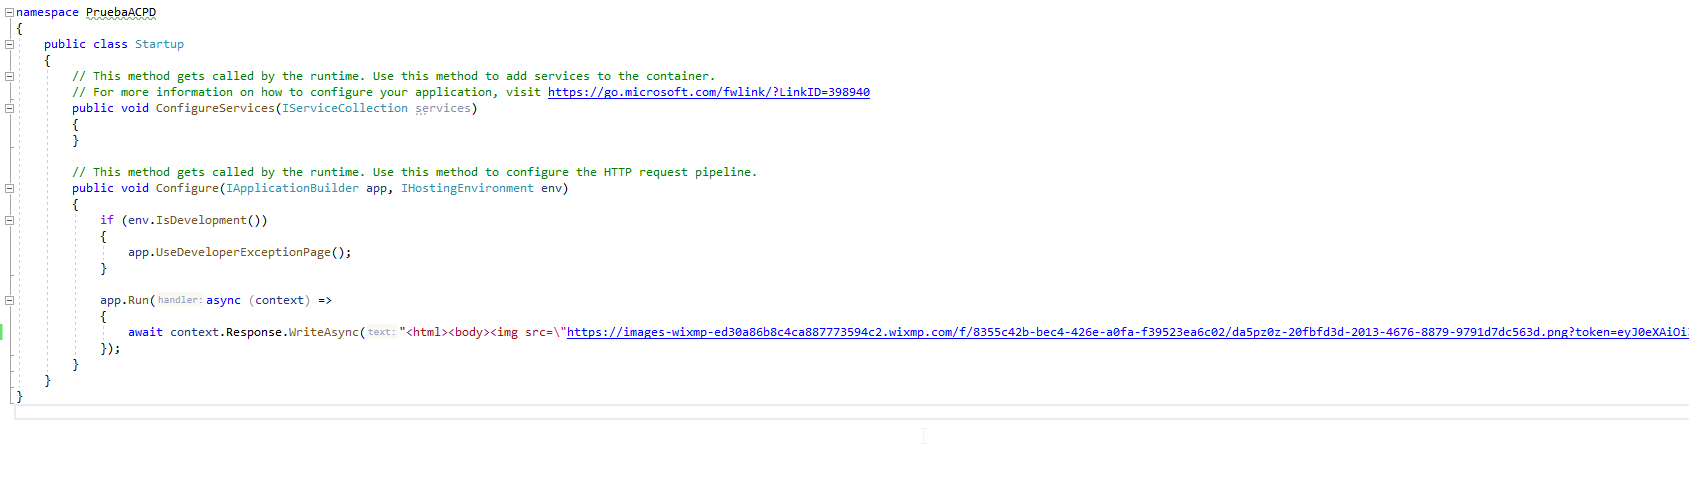 namespace PruebaACPD
{
public class Startup
{
// This method gets called by the runtime. Use this method to add services to the container.
// For more information on how to configure your application, visit https://go.microsoft.com/fwlink/?LinkID=398940
public void ConfigureServices(IServiceCollection services)
{
}
// This method gets called by the runtime. Use this method to configure the HTTP request pipeline.
public void Configure(IApplicationBuilder app, IHostingEnvironment env)
{
if (env.IsDevelopment())
{
app.UseDeveloperExceptionPage();
}
app.Run(handler: async (context) =>
{
await context.Response.WriteAsync(text: "<html><body><img src=\"https://images-wixmp-ed30a86b8c4ca887773594c2.wixmp.com/f/8355c42b-bec4-426e-a0fa-f39523ea6c02/da5pz0z-20fbfd3d-2013-4676-8879-9791d7dc563d.png?token=eyJ0eXAiOi
});
}
}
}